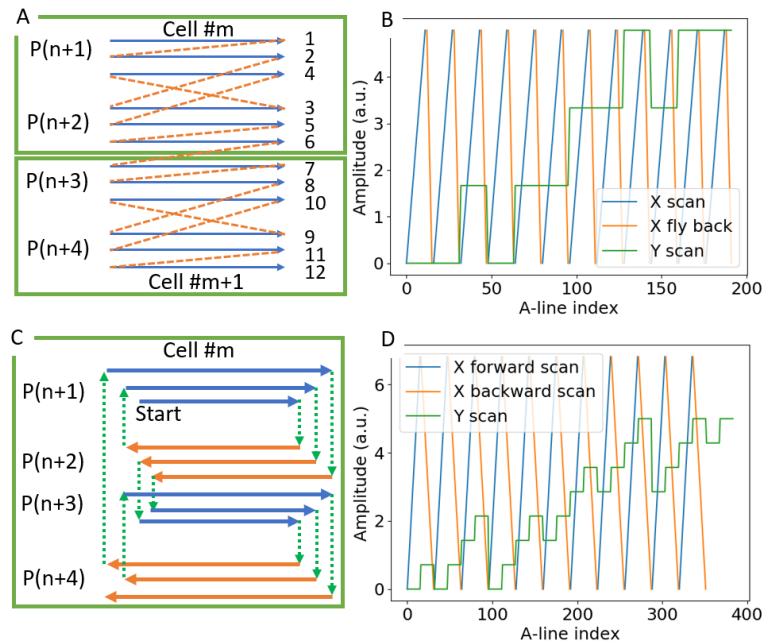 A
Cell #m
P(n+1)
1
2
4
3
P(n+2)
5
6
P(n+3)
7
8
10
P(n+4)
9
11
12
Cell #m+1
B
Amplitude (a.u.)
5
4
3
2
1
0
X scan
X fly back
Y scan
0 50 100 150 200
A-line index
C
Cell #m
P(n+1)
Start
P(n+2)
P(n+3)
P(n+4)
D
Amplitude (a.u.)
6
4
2
0
X forward scan
X backward scan
Y scan
0 100 200 300 400
A-line index